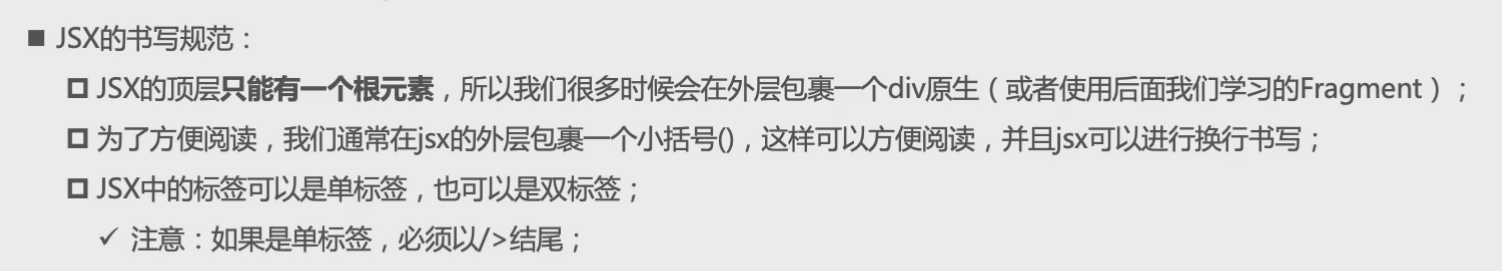 ■ JSX的书写规范：
JSX的顶层只能有一个根元素，所以我们很多时候会在外层包裹一个div原生（或者使用后面我们学习的Fragment）；
为了方便阅读，我们通常在jsx的外层包裹一个小括号()，这样可以方便阅读，并且jsx可以进行换行书写；
JSX中的标签可以是单标签，也可以是双标签；
✓ 注意：如果是单标签，必须以/>结尾；